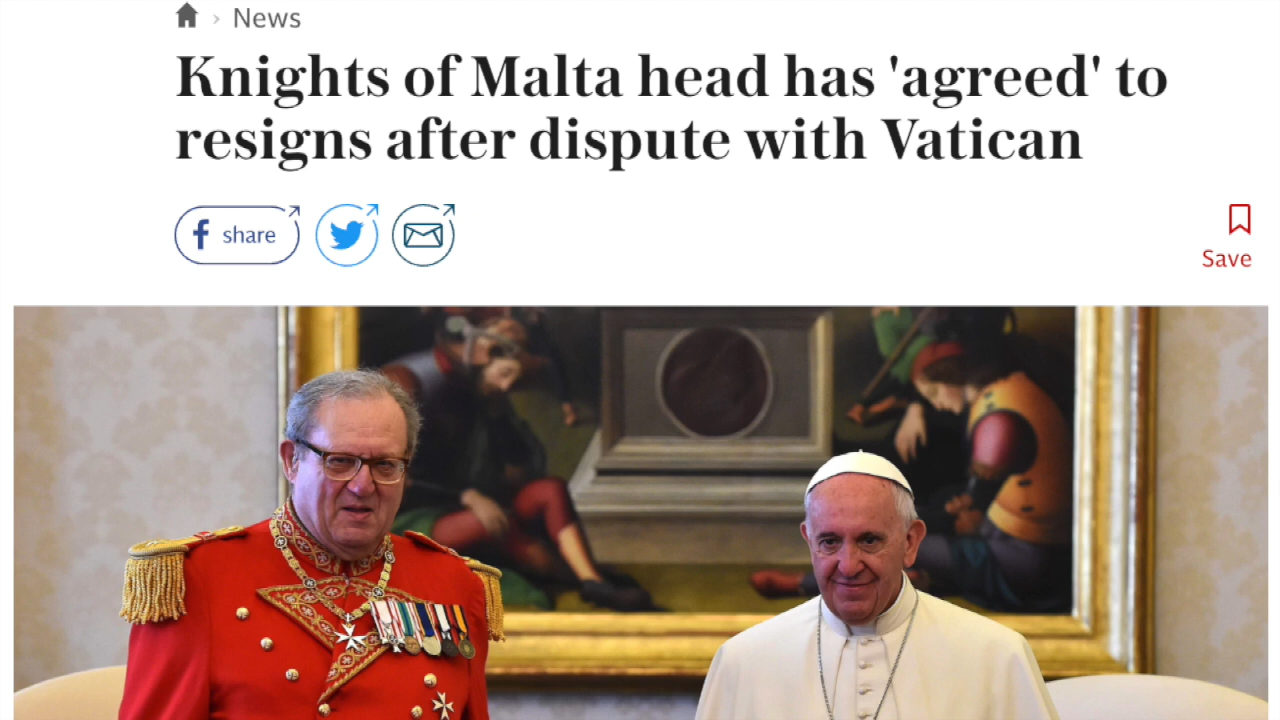 News
Knights of Malta head has 'agreed' to
resigns after dispute with Vatican
share
Save